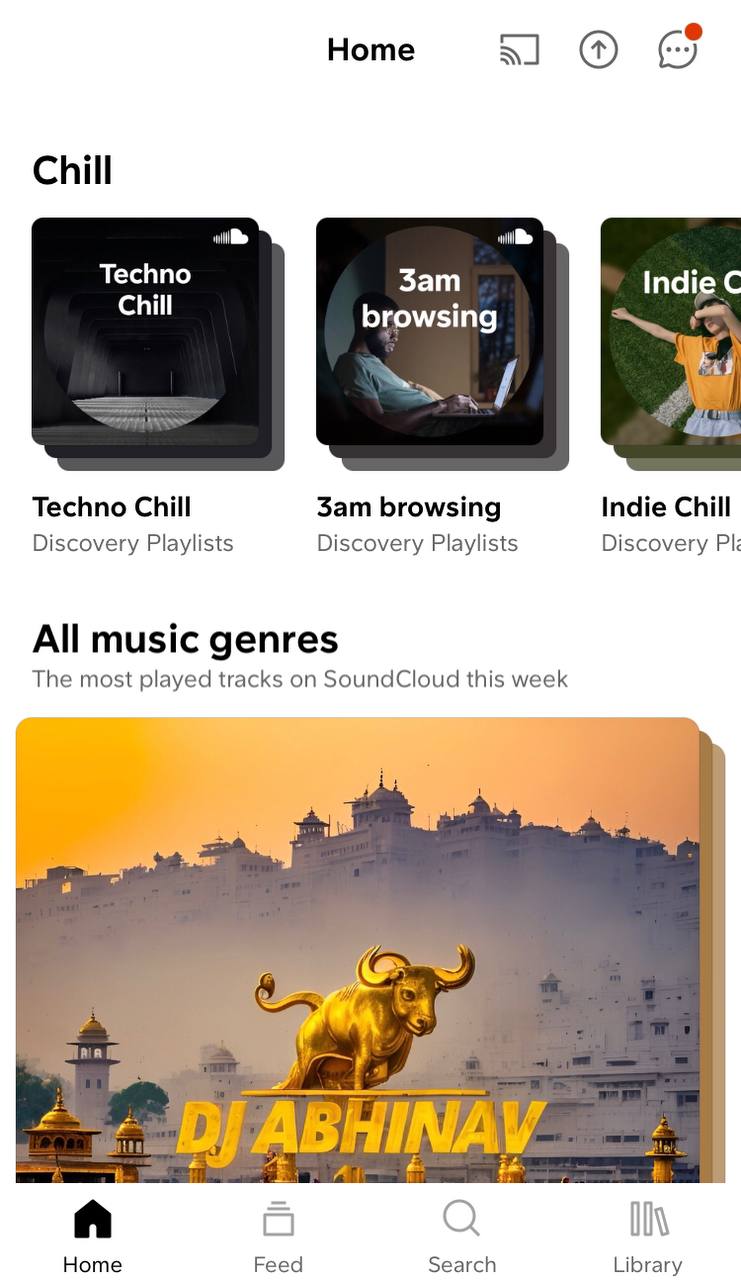 Home
Chill
Techno
Chill
3am
browsing
Indie C
Techno Chill
Discovery Playlists
3am browsing
Discovery Playlists
Indie Chill
Discovery Pla
All music genres
The most played tracks on SoundCloud this week
DJ ABHINAV
Home
Feed
Search
Library